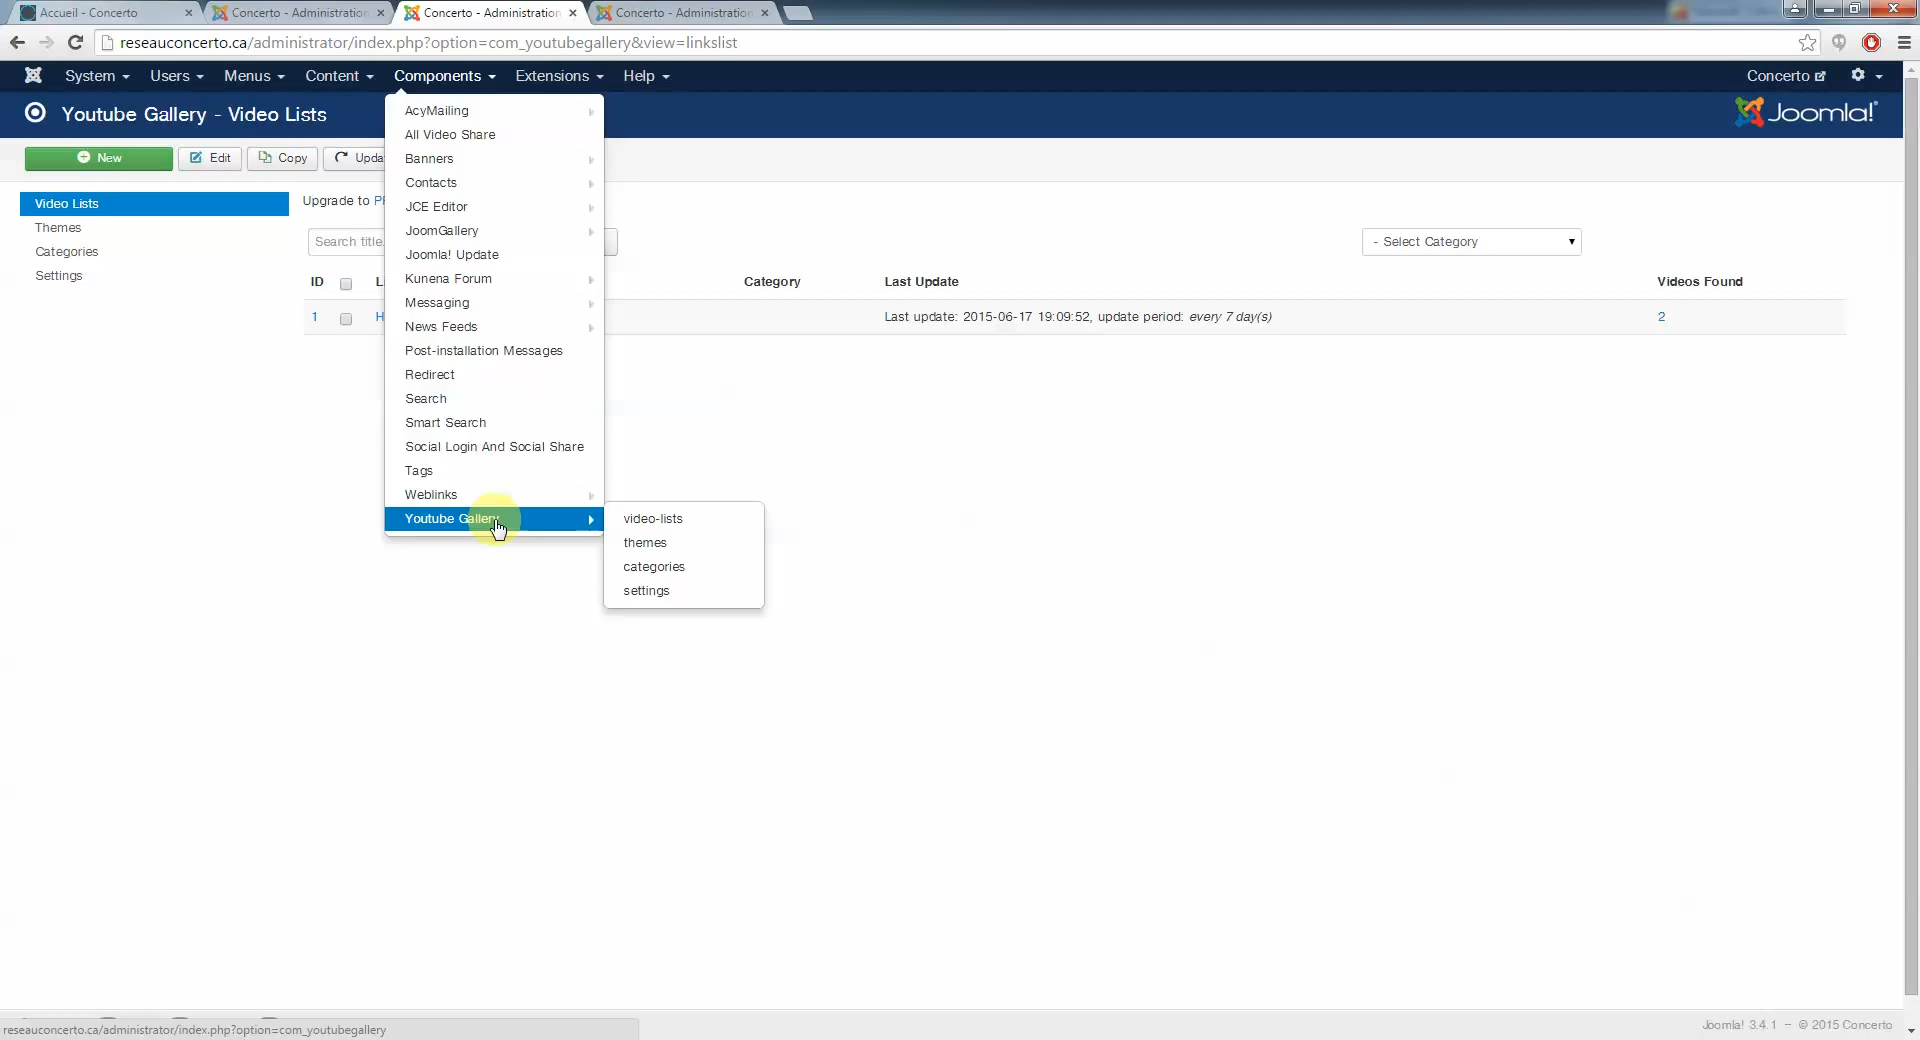 Accueil - Concerto
Concerto - Administration
Concerto - Administration
Concerto - Administration
reseauconcerto.ca/administrator/index.php?option=com_youtubegallery&view=linkslist
System Users Menus Content Components Extensions Help Concerto
Youtube Gallery - Video Lists
Joomla!
New Edit Copy Upda
Video Lists
Themes
Categories
Settings
Upgrade to P
Search title
- Select Category
ID L Category Last Update Videos Found
1 H Last update: 2015-06-17 19:09:52, update period: every 7 day(s) 2
AcyMailing
All Video Share
Banners
Contacts
JCE Editor
JoomGallery
Joomla! Update
Kunena Forum
Messaging
News Feeds
Post-installation Messages
Redirect
Search
Smart Search
Social Login And Social Share
Tags
Weblinks
Youtube Gallery
video-lists
themes
categories
settings
reseauconcerto.ca/administrator/index.php?option=com_youtubegallery
Joomla! 3.4.1 – © 2015 Concerto